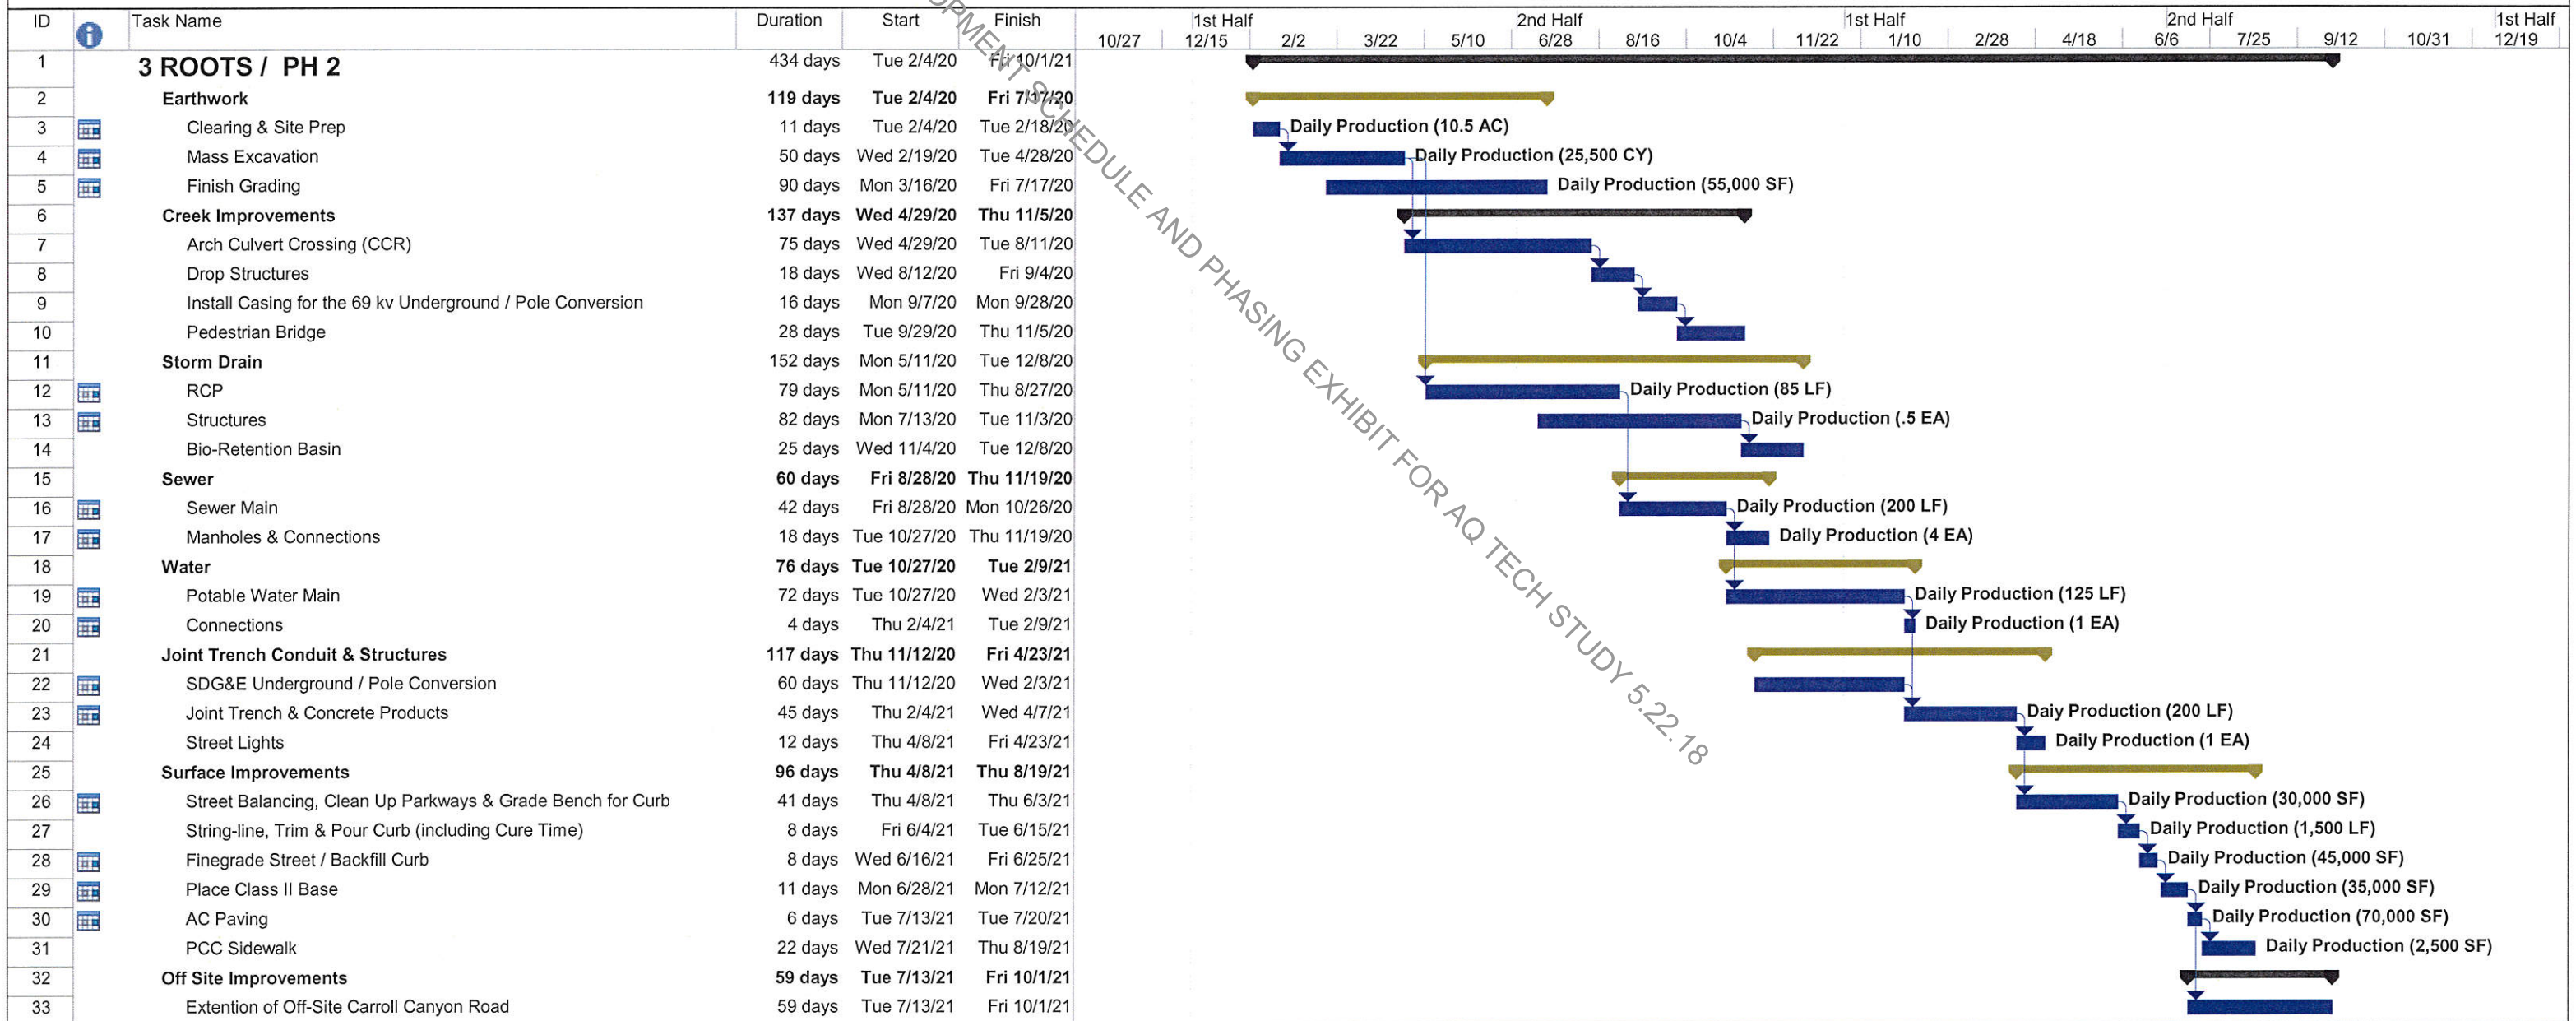 ID Task Name Duration Start Finish 1st Half 2nd Half 1st Half 2nd Half 1st Half
10/27 12/15 2/2 3/22 5/10 6/28 8/16 10/4 11/22 1/10 2/28 4/18 6/6 7/25 9/12 10/31 12/19
1 3 ROOTS / PH 2 434 days Tue 2/4/20 Fri 10/1/21
2 Earthwork 119 days Tue 2/4/20 Fri 7/17/20
3 Clearing & Site Prep 11 days Tue 2/4/20 Tue 2/18/20 Daily Production (10.5 AC)
4 Mass Excavation 50 days Wed 2/19/20 Tue 4/28/20 Daily Production (25,500 CY)
5 Finish Grading 90 days Mon 3/16/20 Fri 7/17/20 Daily Production (55,000 SF)
6 Creek Improvements 137 days Wed 4/29/20 Thu 11/5/20
7 Arch Culvert Crossing (CCR) 75 days Wed 4/29/20 Tue 8/11/20
8 Drop Structures 18 days Wed 8/12/20 Fri 9/4/20
9 Install Casing for the 69 kv Underground / Pole Conversion 16 days Mon 9/7/20 Mon 9/28/20
10 Pedestrian Bridge 28 days Tue 9/29/20 Thu 11/5/20
11 Storm Drain 152 days Mon 5/11/20 Tue 12/8/20
12 RCP 79 days Mon 5/11/20 Thu 8/27/20 Daily Production (85 LF)
13 Structures 82 days Mon 7/13/20 Tue 11/3/20 Daily Production (.5 EA)
14 Bio-Retention Basin 25 days Wed 11/4/20 Tue 12/8/20
15 Sewer 60 days Fri 8/28/20 Thu 11/19/20
16 Sewer Main 42 days Fri 8/28/20 Mon 10/26/20 Daily Production (200 LF)
17 Manholes & Connections 18 days Tue 10/27/20 Thu 11/19/20 Daily Production (4 EA)
18 Water 76 days Tue 10/27/20 Tue 2/9/21
19 Potable Water Main 72 days Tue 10/27/20 Wed 2/3/21 Daily Production (125 LF)
20 Connections 4 days Thu 2/4/21 Tue 2/9/21 Daily Production (1 EA)
21 Joint Trench Conduit & Structures 117 days Thu 11/12/20 Fri 4/23/21
22 SDG&E Underground / Pole Conversion 60 days Thu 11/12/20 Wed 2/3/21
23 Joint Trench & Concrete Products 45 days Thu 2/4/21 Wed 4/7/21 Daiy Production (200 LF)
24 Street Lights 12 days Thu 4/8/21 Fri 4/23/21 Daily Production (1 EA)
25 Surface Improvements 96 days Thu 4/8/21 Thu 8/19/21
26 Street Balancing, Clean Up Parkways & Grade Bench for Curb 41 days Thu 4/8/21 Thu 6/3/21 Daily Production (30,000 SF)
27 String-line, Trim & Pour Curb (including Cure Time) 8 days Fri 6/4/21 Tue 6/15/21 Daily Production (1,500 LF)
28 Finegrade Street / Backfill Curb 8 days Wed 6/16/21 Fri 6/25/21 Daily Production (45,000 SF)
29 Place Class II Base 11 days Mon 6/28/21 Mon 7/12/21 Daily Production (35,000 SF)
30 AC Paving 6 days Tue 7/13/21 Tue 7/20/21 Daily Production (70,000 SF)
31 PCC Sidewalk 22 days Wed 7/21/21 Thu 8/19/21 Daily Production (2,500 SF)
32 Off Site Improvements 59 days Tue 7/13/21 Fri 10/1/21
33 Extention of Off-Site Carroll Canyon Road 59 days Tue 7/13/21 Fri 10/1/21
SCHEDULE AND PHASING EXHIBIT FOR AQ TECH STUDY 5.22.18